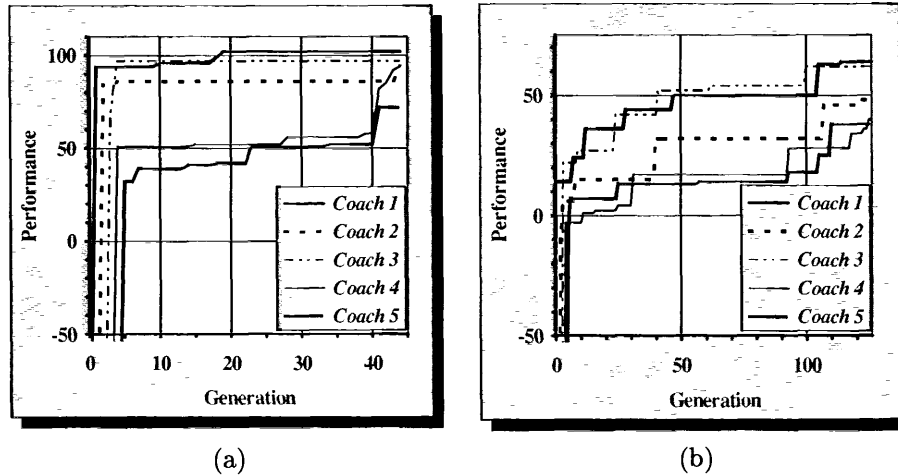 100
50
0
-50
Performance
0
10
20
30
40
Generation
Coach 1
Coach 2
Coach 3
Coach 4
Coach 5
(a)
50
0
-50
Performance
0
50
100
Generation
Coach 1
Coach 2
Coach 3
Coach 4
Coach 5
(b)